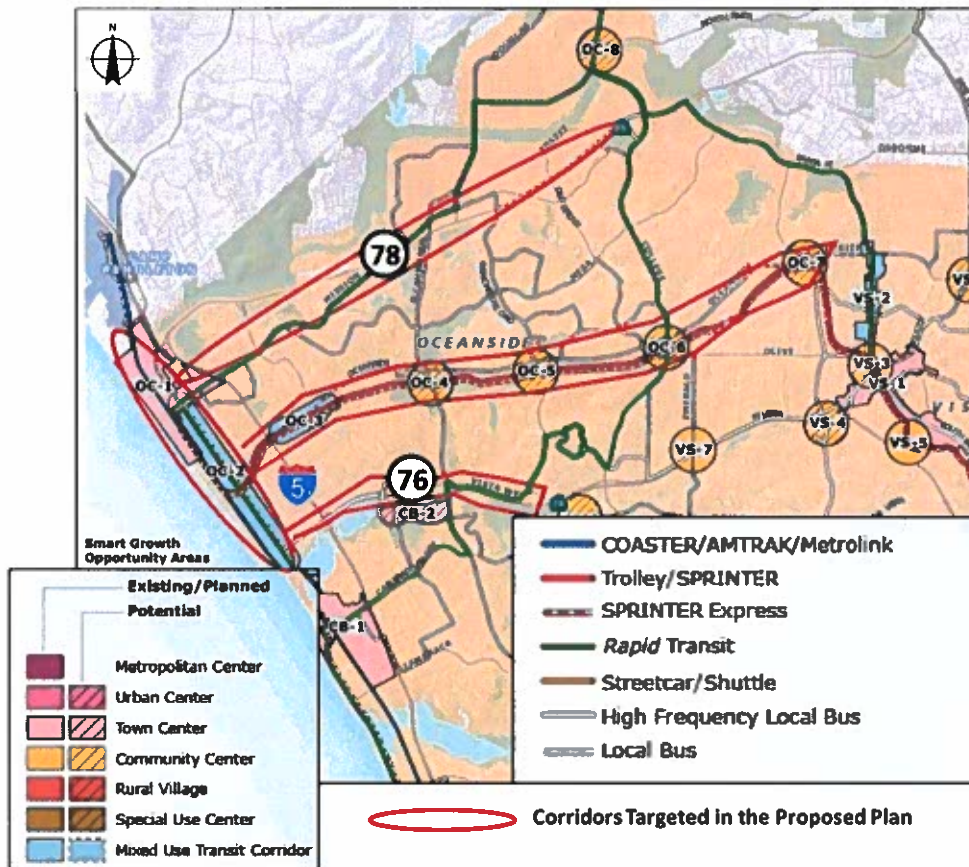 N
OC-8
78
OC-7
VS-2
OCEANSIDE
OC-6
OC-1
OC-5
OC-4
VS-3
VS-1
OC-3
VIS
VS-4
OC-2
VS-5
5
76
VS-7
VISTA WY
CB-2
CB-1
Smart Growth
Opportunity Areas
Existing/Planned
Potential
Metropolitan Center
Urban Center
Town Center
Community Center
Rural Village
Special Use Center
Mixed Use Transit Corridor
COASTER/AMTRAK/Metrolink
Trolley/SPRINTER
SPRINTER Express
Rapid Transit
Streetcar/Shuttle
High Frequency Local Bus
Local Bus
Corridors Targeted in the Proposed Plan